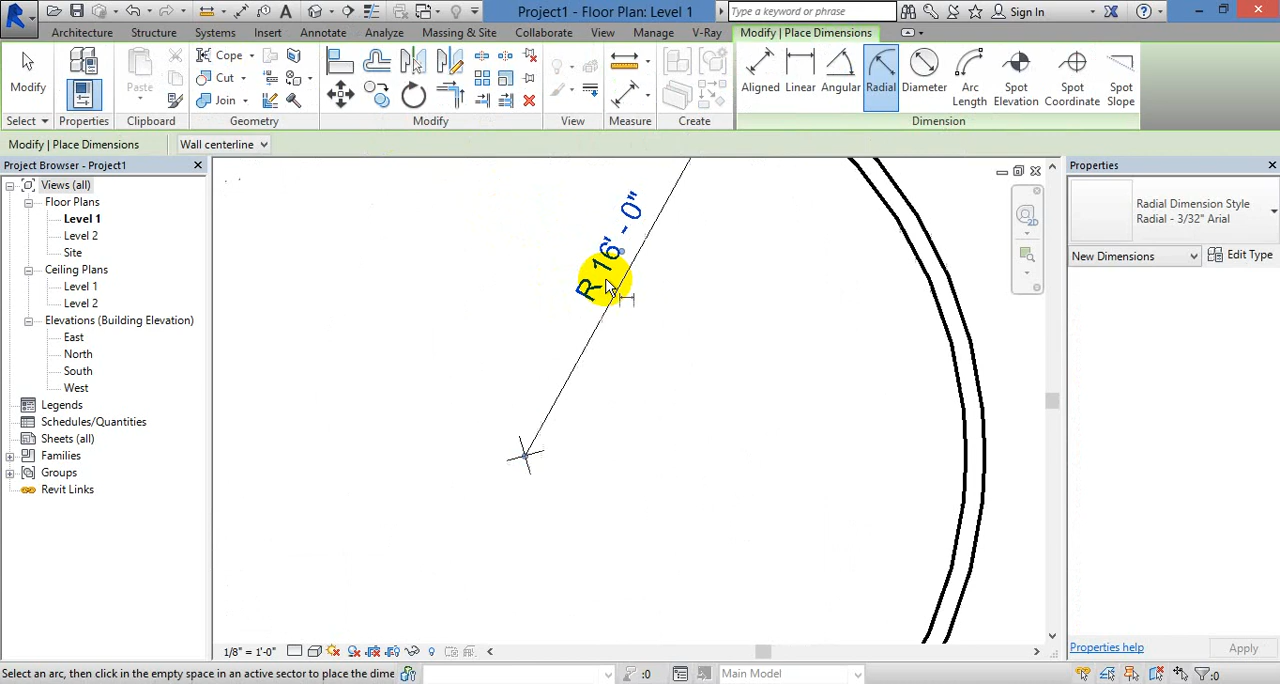 Project1 - Floor Plan: Level 1
Type a keyword or phrase
Sign In
Architecture
Structure
Systems
Insert
Annotate
Analyze
Massing & Site
Collaborate
View
Manage
V-Ray
Modify | Place Dimensions
Modify
Paste
Cope
Cut
Join
Aligned
Linear
Angular
Radial
Diameter
Arc Length
Spot Elevation
Spot Coordinate
Spot Slope
Select
Properties
Clipboard
Geometry
Modify
View
Measure
Create
Dimension
Modify | Place Dimensions
Wall centerline
Project Browser - Project1
Views (all)
Floor Plans
Level 1
Level 2
Site
Ceiling Plans
Level 1
Level 2
Elevations (Building Elevation)
East
North
South
West
Legends
Schedules/Quantities
Sheets (all)
Families
Groups
Revit Links
R 16' - 0"
2D
Properties
Radial Dimension Style
Radial - 3/32" Arial
New Dimensions
Edit Type
Properties help
Apply
1/8" = 1'-0"
Select an arc, then click in the empty space in an active sector to place the dime
:0
Main Model
:0